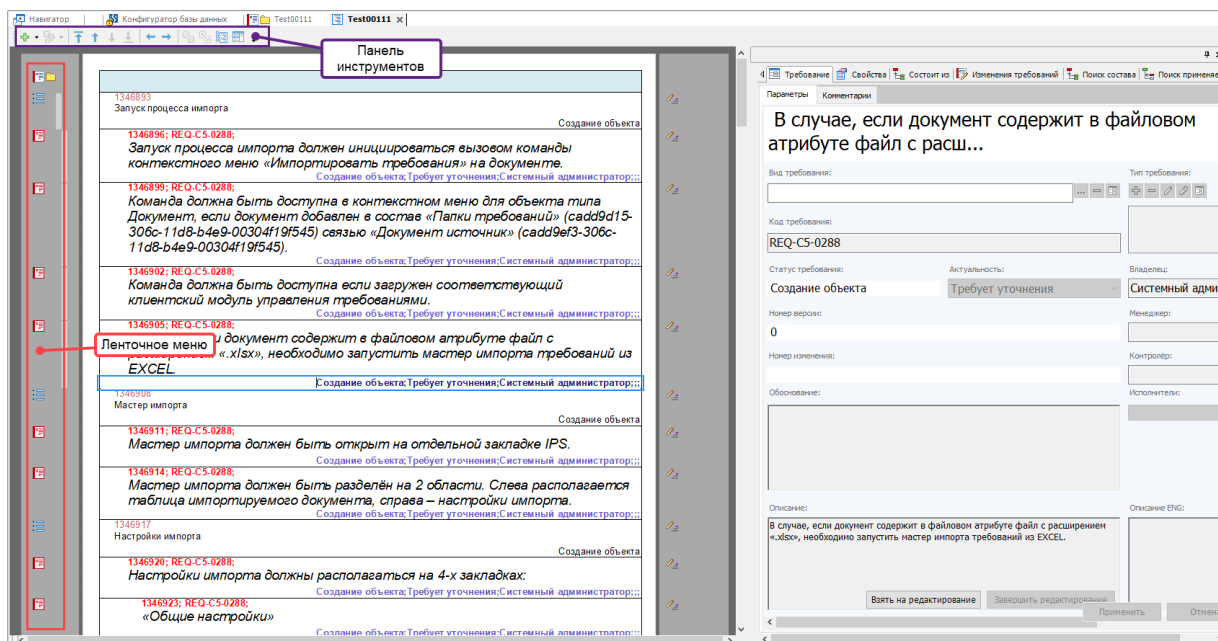 Навигатор
Конфигуратор базы данных
Test00111
Test00111
Панель
инструментов
1346893
Запуск процесса импорта
Создание объекта
1346896; REQ-C5-0288;
Запуск процесса импорта должен инициироваться вызовом команды
контекстного меню «Импортировать требования» на документе.
Создание объекта;Требует уточнения;Системный администратор;;;
1346899; REQ-C5-0288;
Команда должна быть доступна в контекстном меню для объекта типа
Документ, если документ добавлен в состав «Папки требований» (cadd9d15-
306c-11d8-b4e9-00304f19f545) связью «Документ источник» (cadd9ef3-306c-
11d8-b4e9-00304f19f545).
Создание объекта;Требует уточнения;Системный администратор;;;
1346902; REQ-C5-0288;
Команда должна быть доступна если загружен соответствующий
клиентский модуль управления требованиями.
Создание объекта;Требует уточнения;Системный администратор;;;
1346905; REQ-C5-0288;
Ленточное меню
и документ содержит в файловом атрибуте файл с
«.xlsx», необходимо запустить мастер импорта требований из
EXCEL.
Создание объекта;Требует уточнения;Системный администратор;;;
1346908
Мастер импорта
Создание объекта
1346911; REQ-C5-0288;
Мастер импорта должен быть открыт на отдельной закладке IPS.
Создание объекта;Требует уточнения;Системный администратор;;;
1346914; REQ-C5-0288;
Мастер импорта должен быть разделён на 2 области. Слева располагается
таблица импортируемого документа, справа – настройки импорта.
Создание объекта;Требует уточнения;Системный администратор;;;
1346917
Настройки импорта
Создание объекта
1346920; REQ-C5-0288;
Настройки импорта должны располагаться на 4-х закладках:
Создание объекта;Требует уточнения;Системный администратор;;;
1346923; REQ-C5-0288;
«Общие настройки»
Создание объекта;Требует уточнения;Системный администратор;;;
Требование Свойства Состоит из Изменения требований Поиск состава Поиск применяе
Параметры Комментарии
В случае, если документ содержит в файловом
атрибуте файл с расш...
Вид требования:
Тип требования:
Код требования:
REQ-C5-0288
Статус требования:
Актуальность:
Владелец:
Создание объекта
Требует уточнения
Системный адми
Номер версии:
Менеджер:
0
Номер изменения:
Контролёр:
Обоснование:
Исполнители:
Описание:
Описание ENG:
В случае, если документ содержит в файловом атрибуте файл с расширением
«.xlsx», необходимо запустить мастер импорта требований из EXCEL.
Взять на редактирование
Завершить редактирование
Применить
Отмена